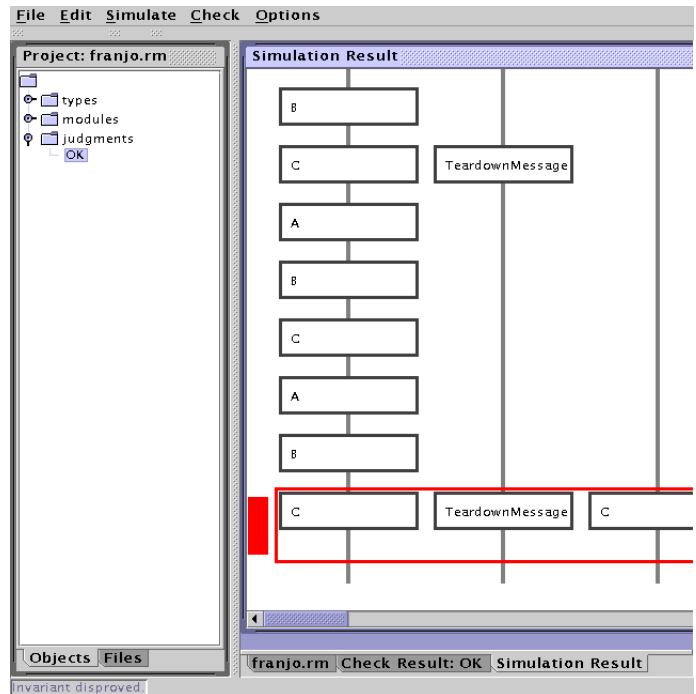 File Edit Simulate Check Options
Project: franjo.rm
types
modules
judgments
OK
Objects Files
Simulation Result
B
C TeardownMessage
A
B
C
A
B
C TeardownMessage C
franjo.rm Check Result: OK Simulation Result
Invariant disproved.